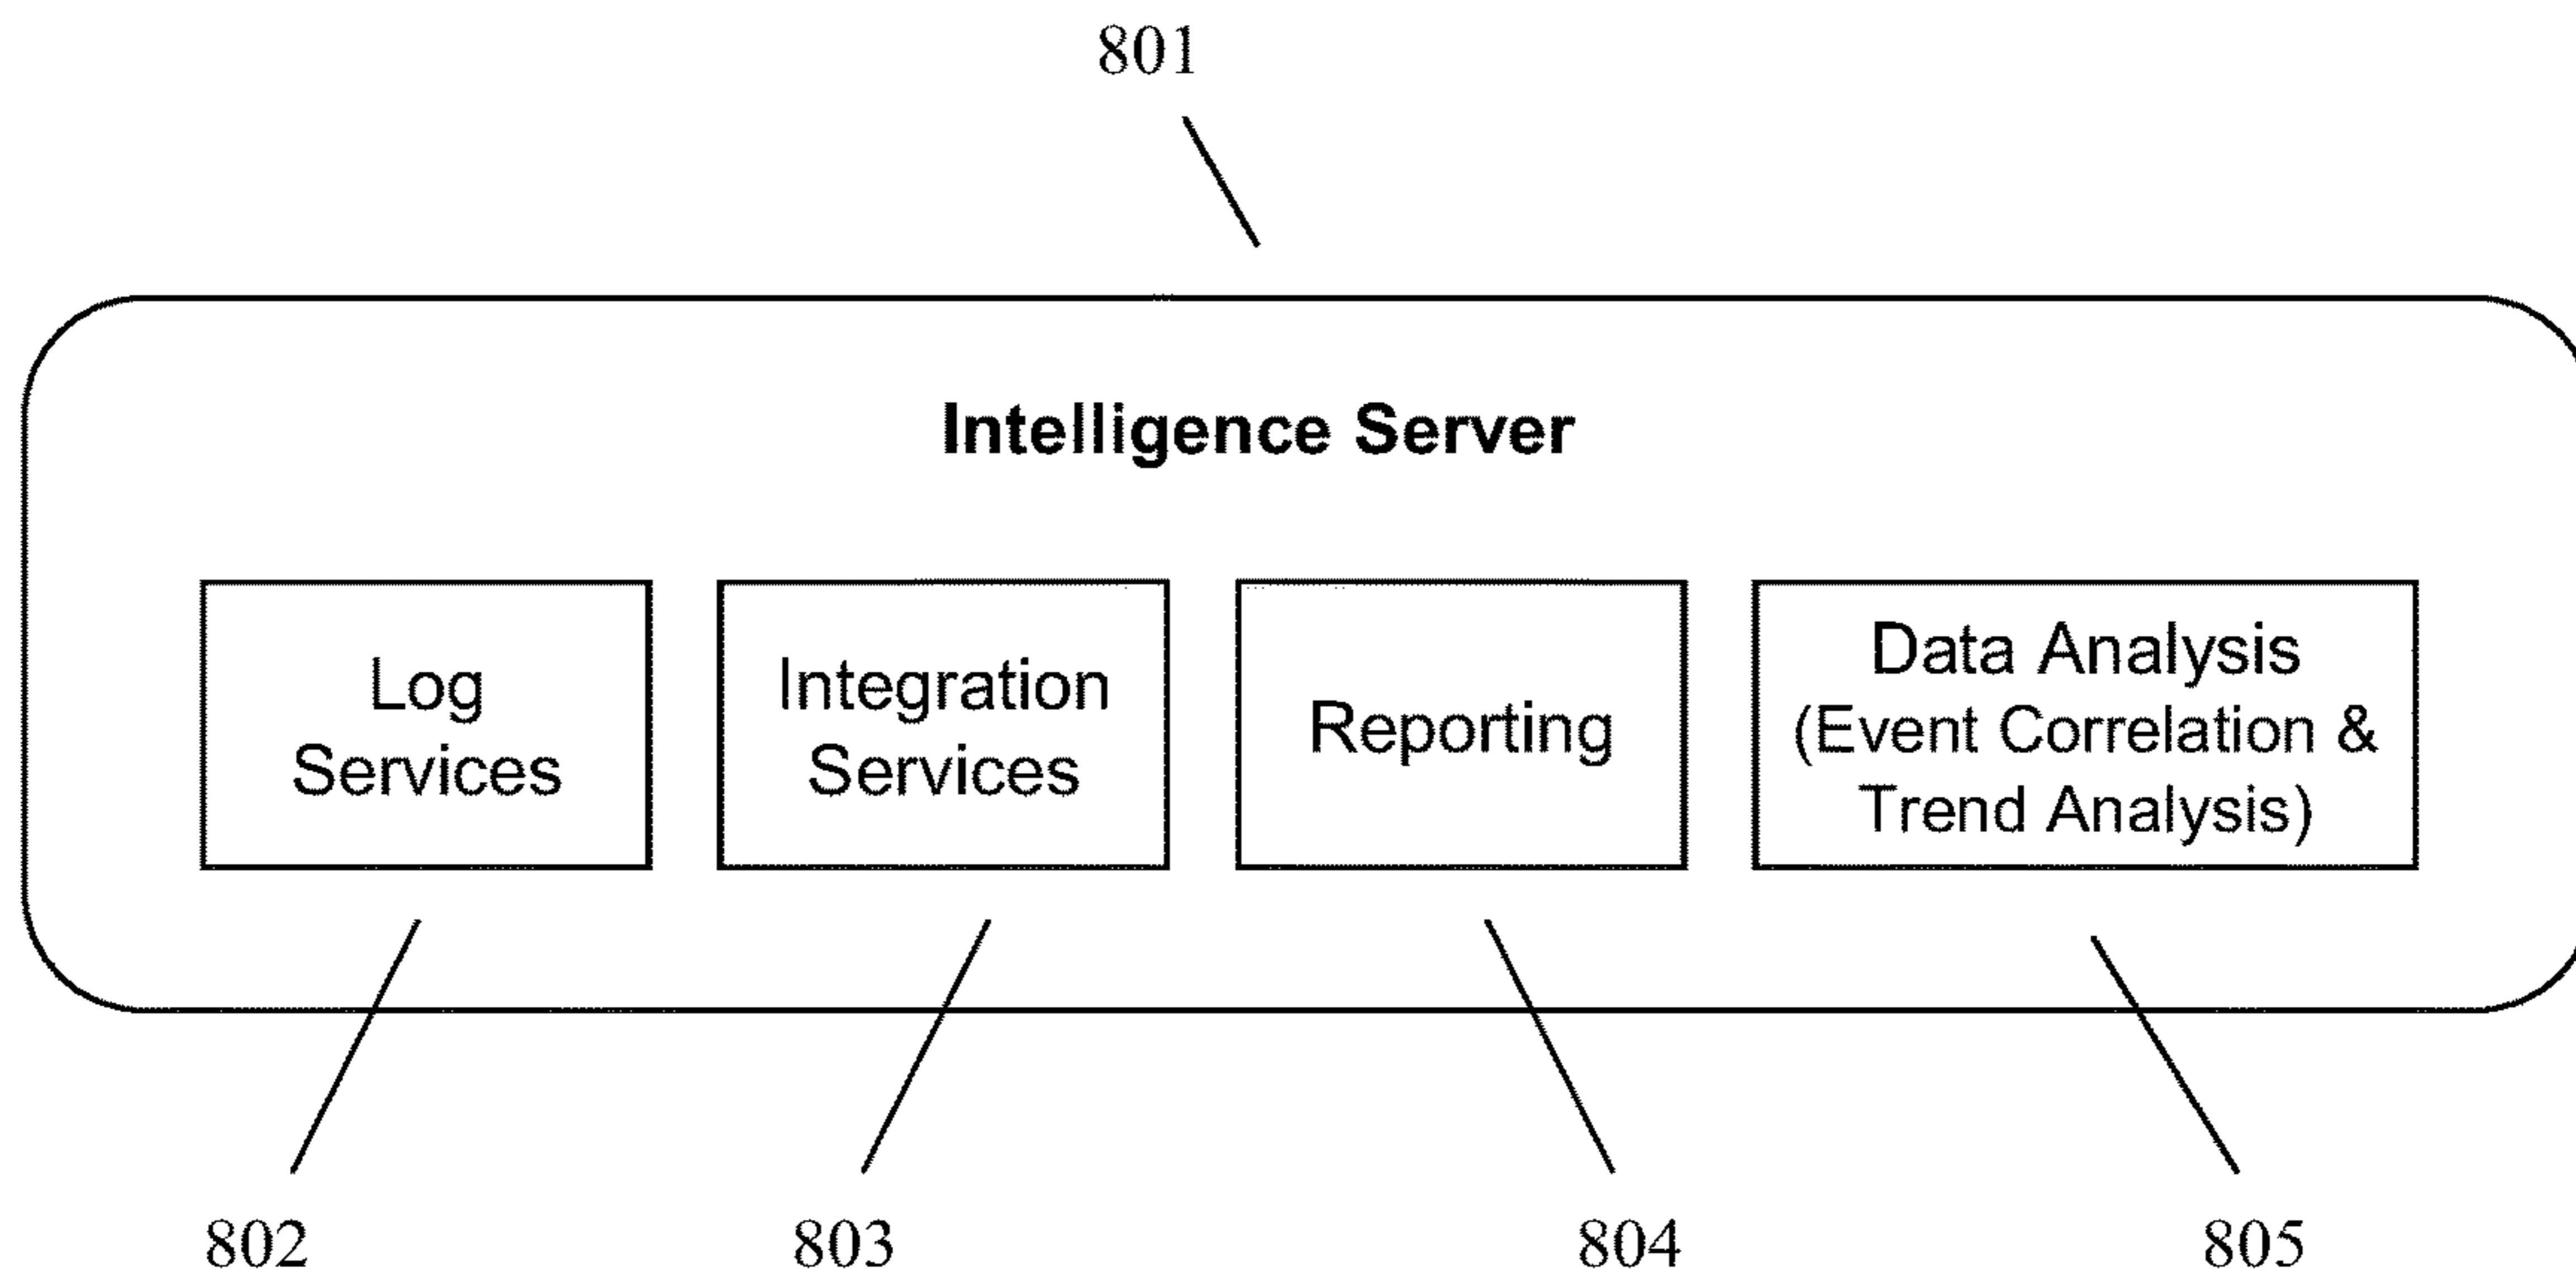 801
Intelligence Server
Log
Services
Integration
Services
Reporting
Data Analysis
(Event Correlation &
Trend Analysis)
802
803
804
805